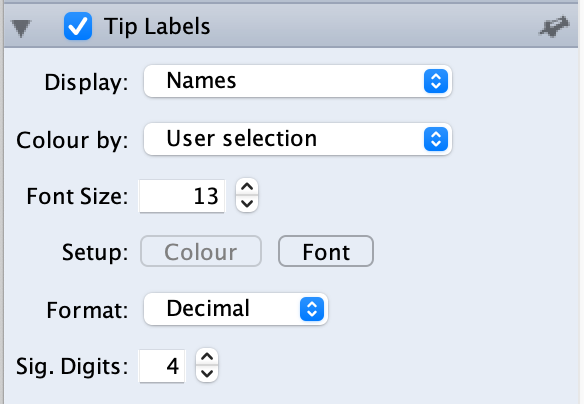 Tip Labels
Display: Names
Colour by: User selection
Font Size: 13
Setup: Colour Font
Format: Decimal
Sig. Digits: 4